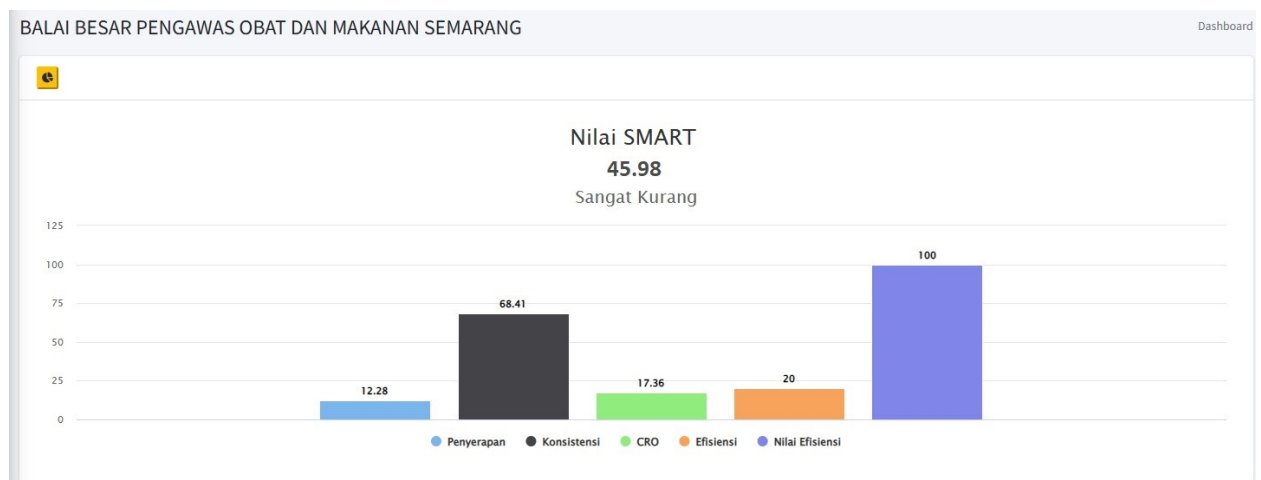 BALAI BESAR PENGAWAS OBAT DAN MAKANAN SEMARANG
Dashboard
Nilai SMART
45.98
Sangat Kurang
125
100
75
50
25
0
12.28
68.41
17.36
20
100
Penyerapan
Konsistensi
CRO
Efisiensi
Nilai Efisiensi